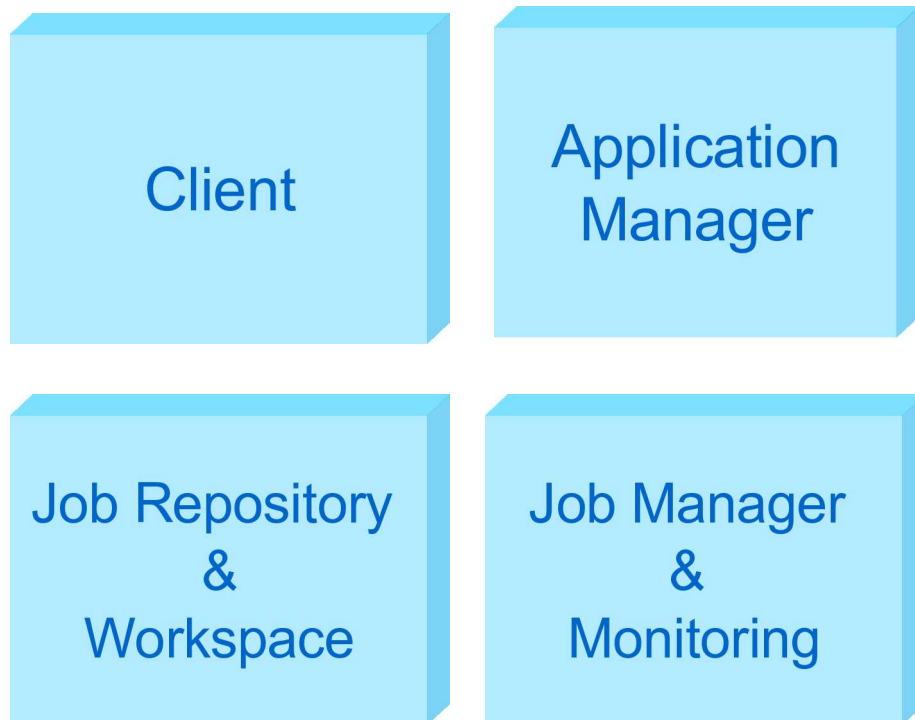 Client
Application
Manager
Job Repository
&
Workspace
Job Manager
&
Monitoring